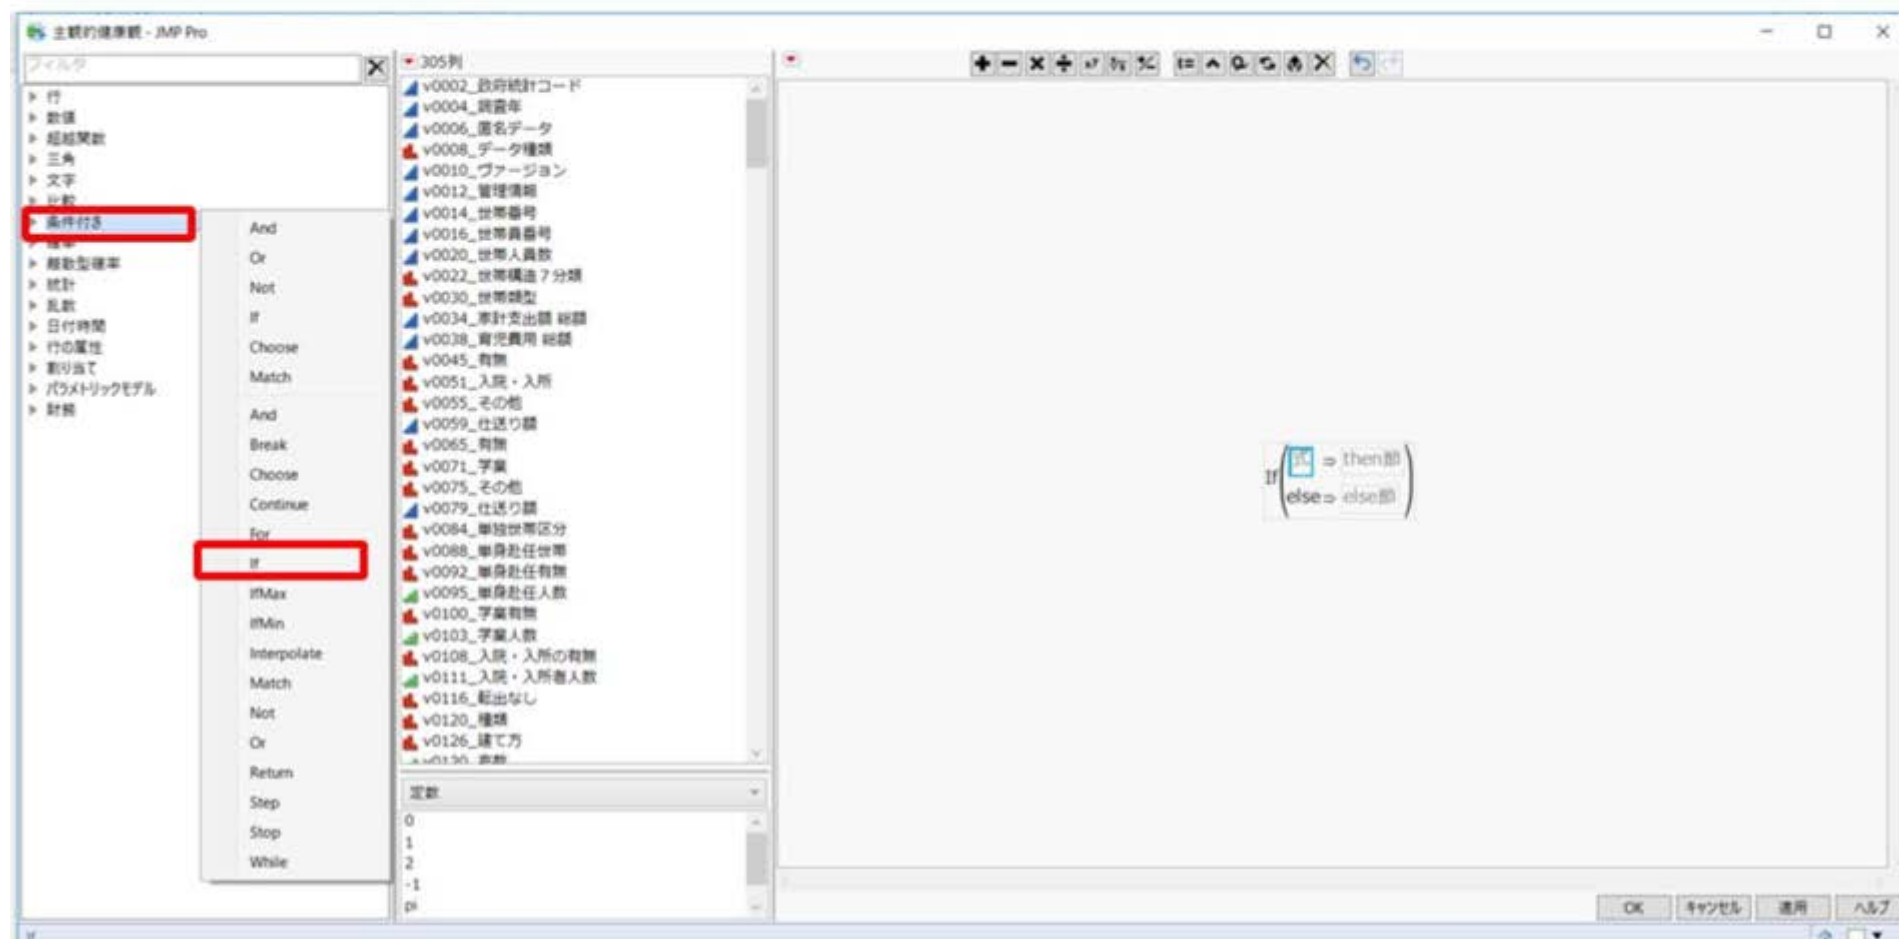 主観的健康観 - JMP Pro
フィルタ
行
数値
超越関数
三角
文字
比較
条件付き
確率
離散型確率
統計
乱数
日付時間
行の属性
割り当て
パラメトリックモデル
財務
And
Or
Not
If
Choose
Match
And
Break
Choose
Continue
For
If
IfMax
IfMin
Interpolate
Match
Not
Or
Return
Step
Stop
While
305列
v0002_政府統計コード
v0004_調査年
v0006_匿名データ
v0008_データ種類
v0010_ヴァージョン
v0012_管理情報
v0014_世帯番号
v0016_世帯員番号
v0020_世帯人員数
v0022_世帯構造７分類
v0030_世帯類型
v0034_家計支出額 総額
v0038_育児費用 総額
v0045_有無
v0051_入院・入所
v0055_その他
v0059_仕送り額
v0065_有無
v0071_学業
v0075_その他
v0079_仕送り額
v0084_単独世帯区分
v0088_単身赴任世帯
v0092_単身赴任有無
v0095_単身赴任人数
v0100_学業有無
v0103_学業人数
v0108_入院・入所の有無
v0111_入院・入所者人数
v0116_転出なし
v0120_種類
v0126_建て方
定数
0
1
2
-1
pi
If(式 ⇒ then節
else⇒ else節)
OK キャンセル 適用 ヘルプ
If